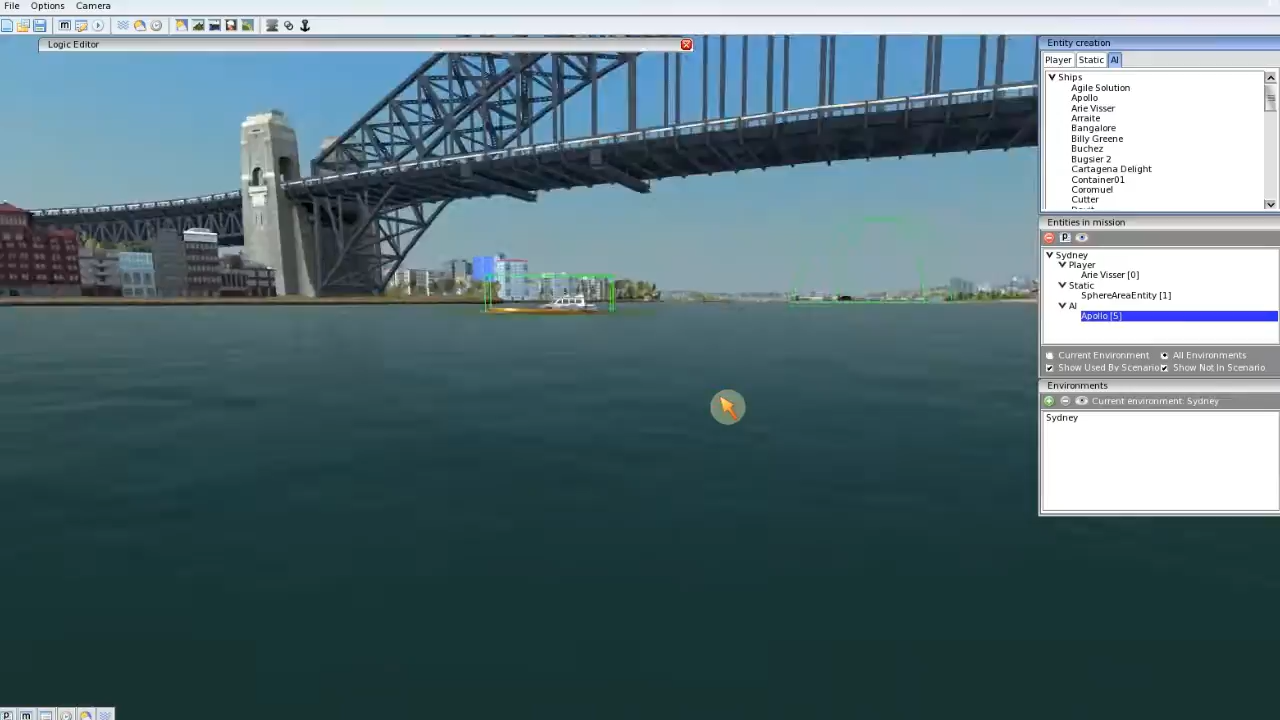 File Options Camera
Logic Editor
Entity creation
Player Static AI
Ships
Agile Solution
Apollo
Arie Visser
Arraite
Bangalore
Billy Greene
Buchez
Bugsier 2
Cartagena Delight
Container01
Coromuel
Cutter
Entities in mission
Sydney
Player
Arie Visser [0]
Static
SphereAreaEntity [1]
AI
Apollo [5]
Current Environment All Environments
Show Used By Scenario Show Not In Scenario
Environments
Current environment: Sydney
Sydney